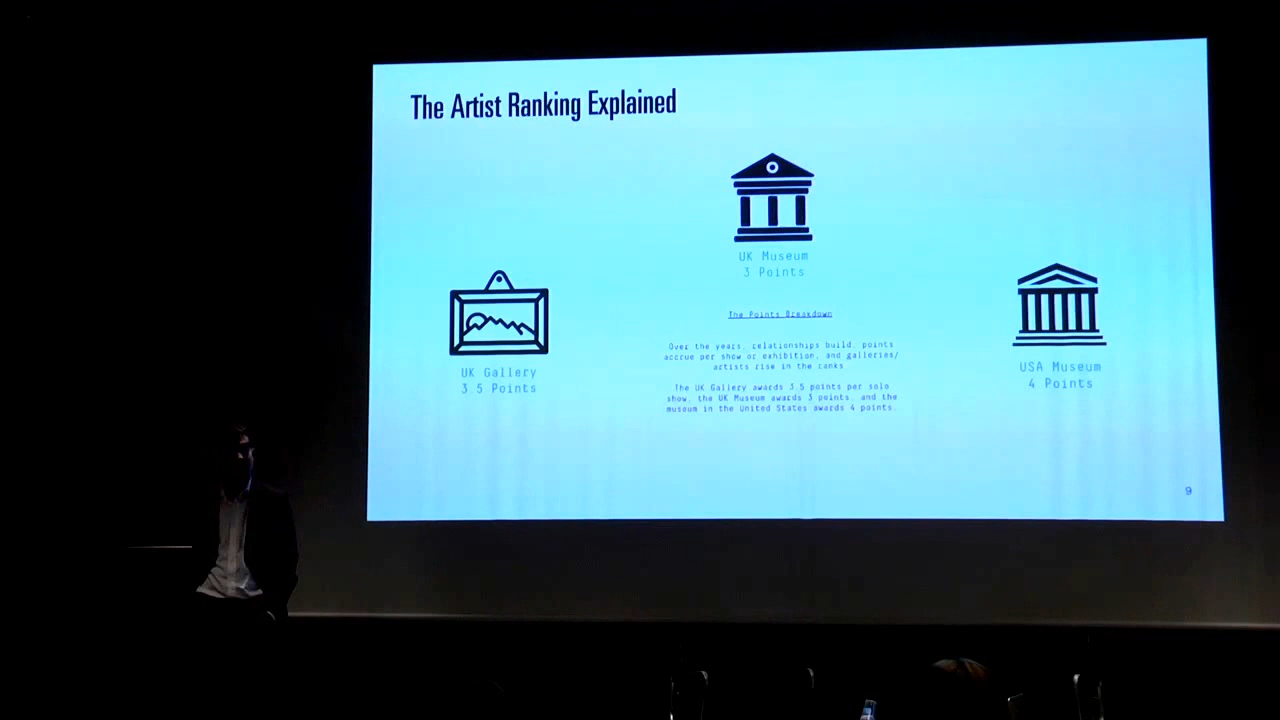 The Artist Ranking Explained
UK Museum
3 Points
UK Gallery
3.5 Points
USA Museum
4 Points
The Points Breakdown
Over the years, relationships build, points
accrue per show or exhibition, and galleries/
artists rise in the ranks
The UK Gallery awards 3.5 points per solo
show, the UK Museum awards 3 points, and the
museum in the United States awards 4 points.
9